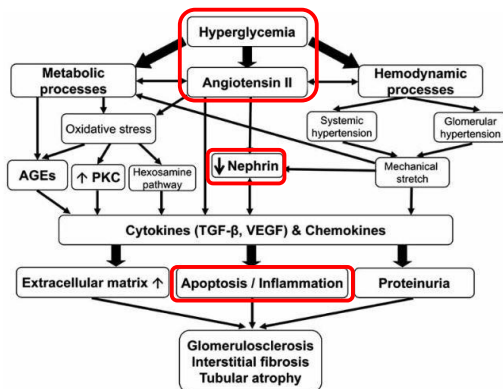 Hyperglycemia
Metabolic
processes
Angiotensin II
Hemodynamic
processes
Oxidative stress
Systemic
hypertension
Glomerular
hypertension
AGEs
↑ PKC
Hexosamine
pathway
↓ Nephrin
Mechanical
stretch
Cytokines (TGF-β, VEGF) & Chemokines
Extracellular matrix ↑
Apoptosis / Inflammation
Proteinuria
Glomerulosclerosis
Interstitial fibrosis
Tubular atrophy